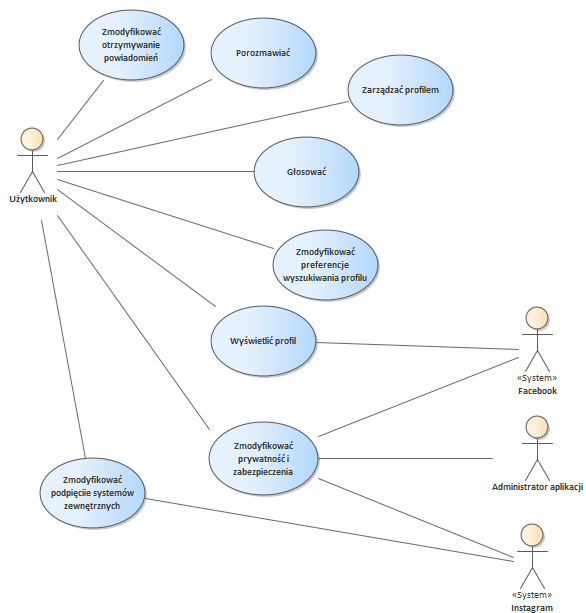 Zmodyfikować
otrzymywanie
powiadomień
Porozmawiać
Zarządzać profilem
Głosować
Użytkownik
Zmodyfikować
preferencje
wyszukiwania profilu
Wyświetlić profil
«System»
Facebook
Zmodyfikować
prywatność i
zabezpieczenia
Administrator aplikacji
Zmodyfikować
podpięciie systemów
zewnętrznych
«System»
Instagram